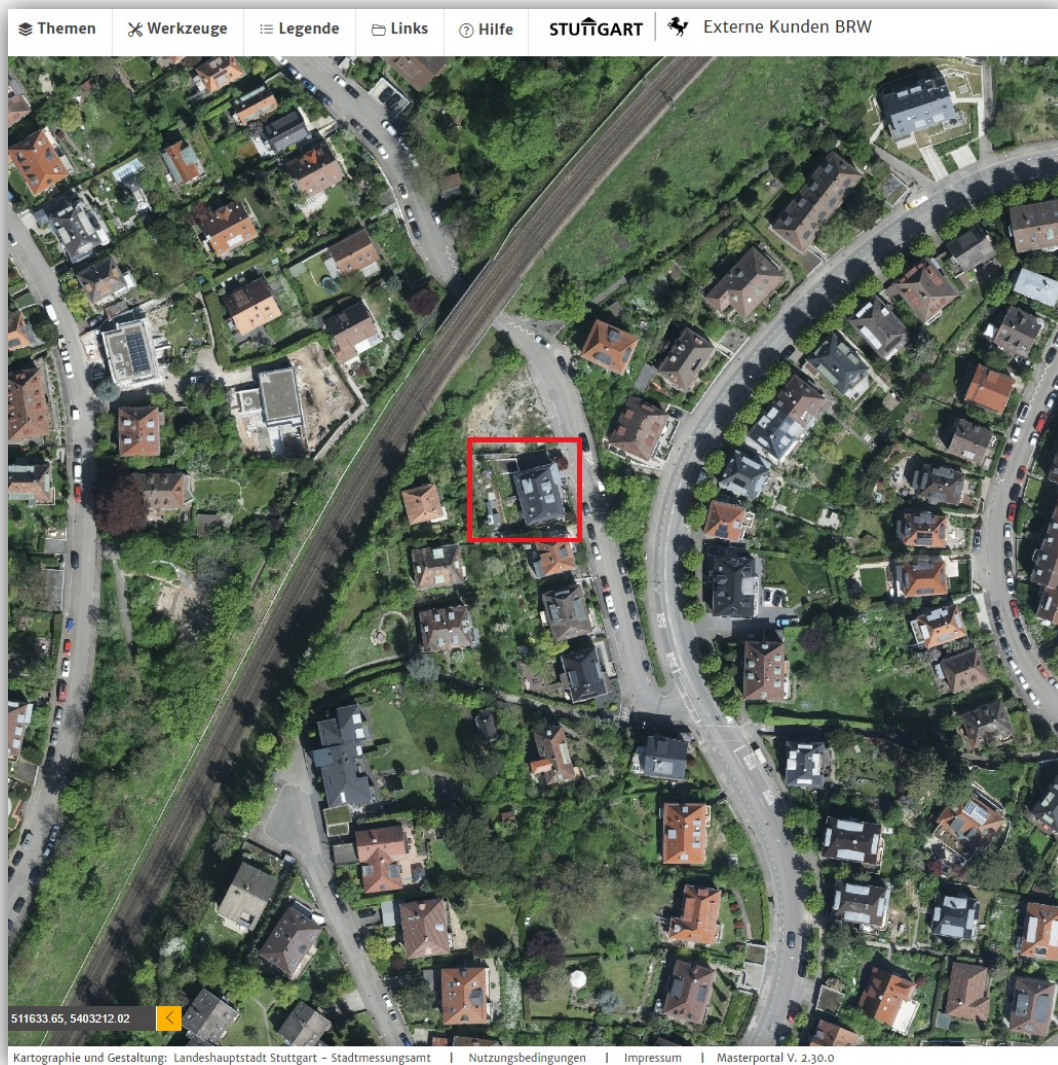 Themen
Werkzeuge
Legende
Links
Hilfe
STUTTGART
Externe Kunden BRW
511633.65, 5403212.02
Kartographie und Gestaltung: Landeshauptstadt Stuttgart - Stadtmessungsamt | Nutzungsbedingungen | Impressum | Masterportal V. 2.30.0